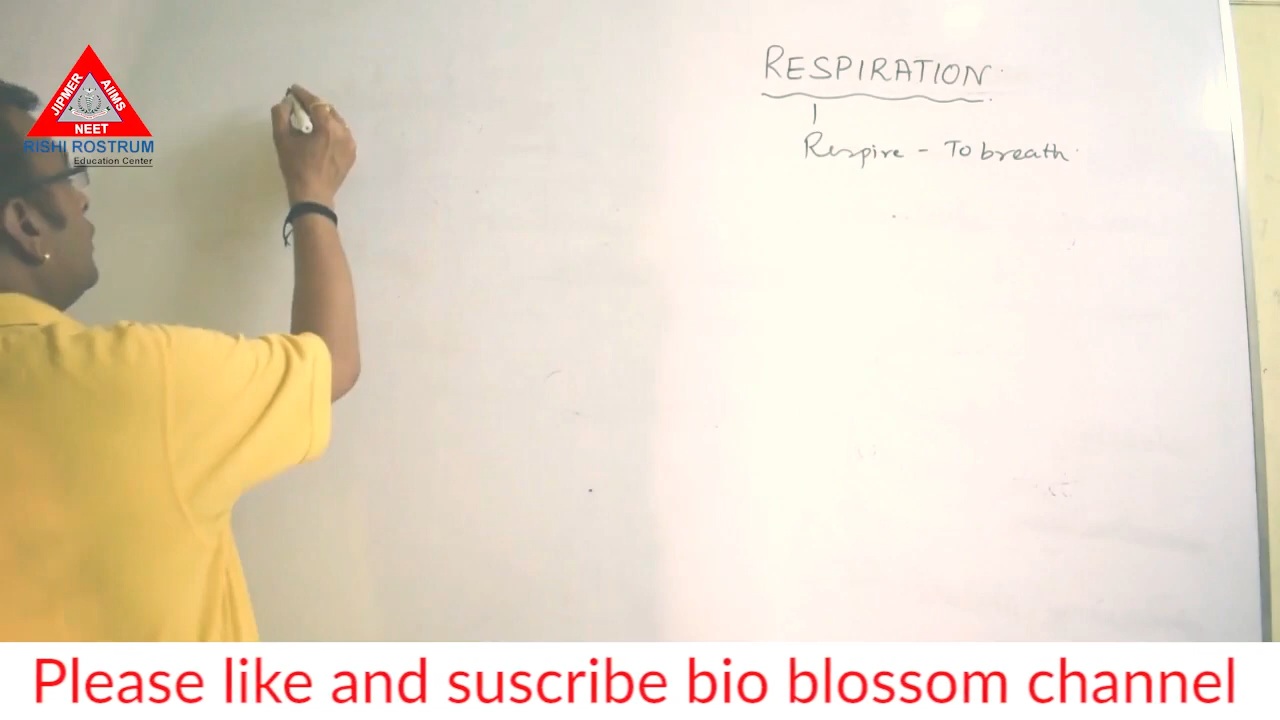 RESPIRATION
Respire - To breath
JIPMER
AIIMS
NEET
RISHI ROSTRUM
Education Center
Please like and suscribe bio blossom channel